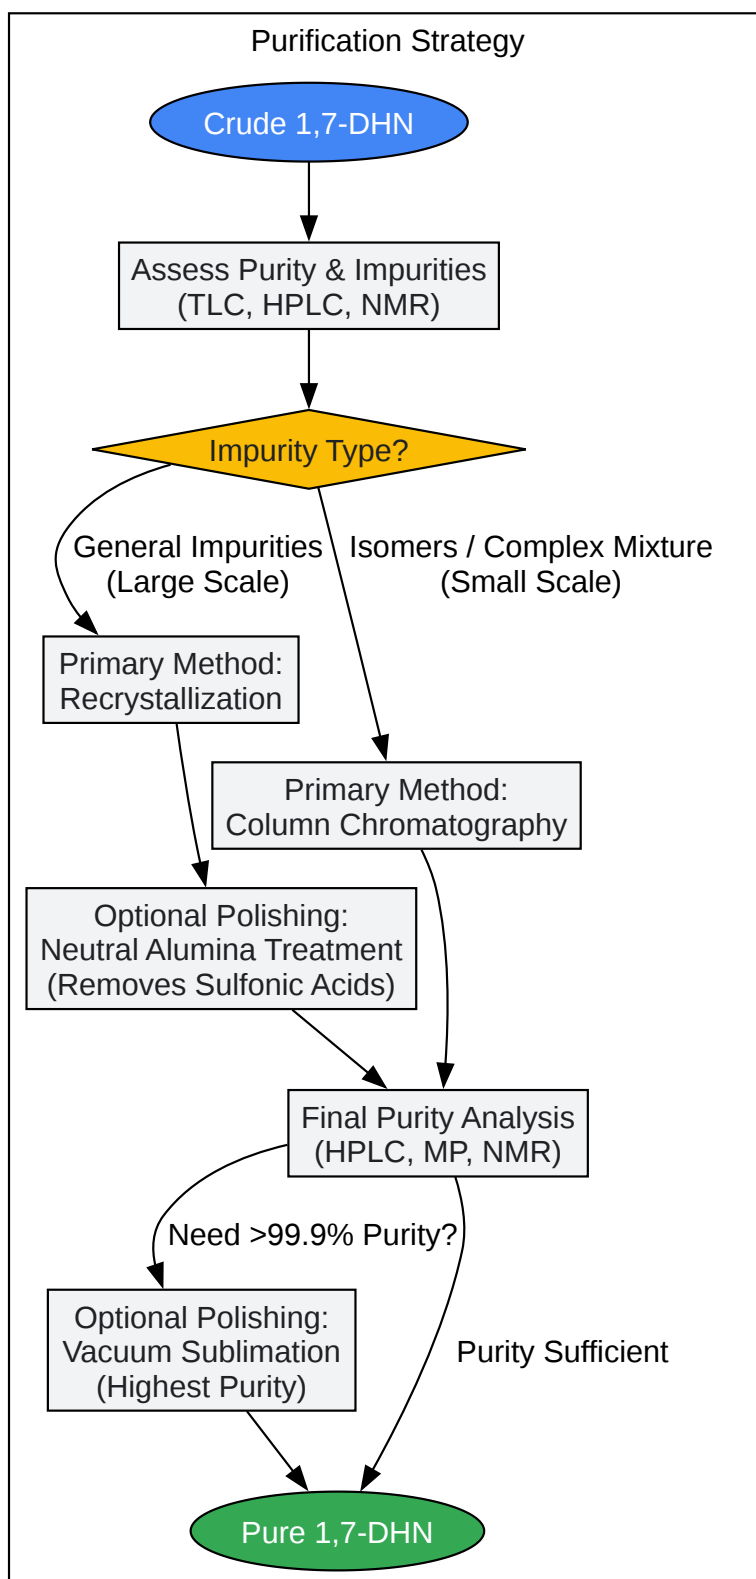 Purification Strategy
Crude 1,7-DHN
Assess Purity & Impurities
(TLC, HPLC, NMR)
Impurity Type?
General Impurities
(Large Scale)
Isomers / Complex Mixture
(Small Scale)
Primary Method:
Recrystallization
Primary Method:
Column Chromatography
Optional Polishing:
Neutral Alumina Treatment
(Removes Sulfonic Acids)
Final Purity Analysis
(HPLC, MP, NMR)
Need >99.9% Purity?
Optional Polishing:
Vacuum Sublimation
(Highest Purity)
Purity Sufficient
Pure 1,7-DHN